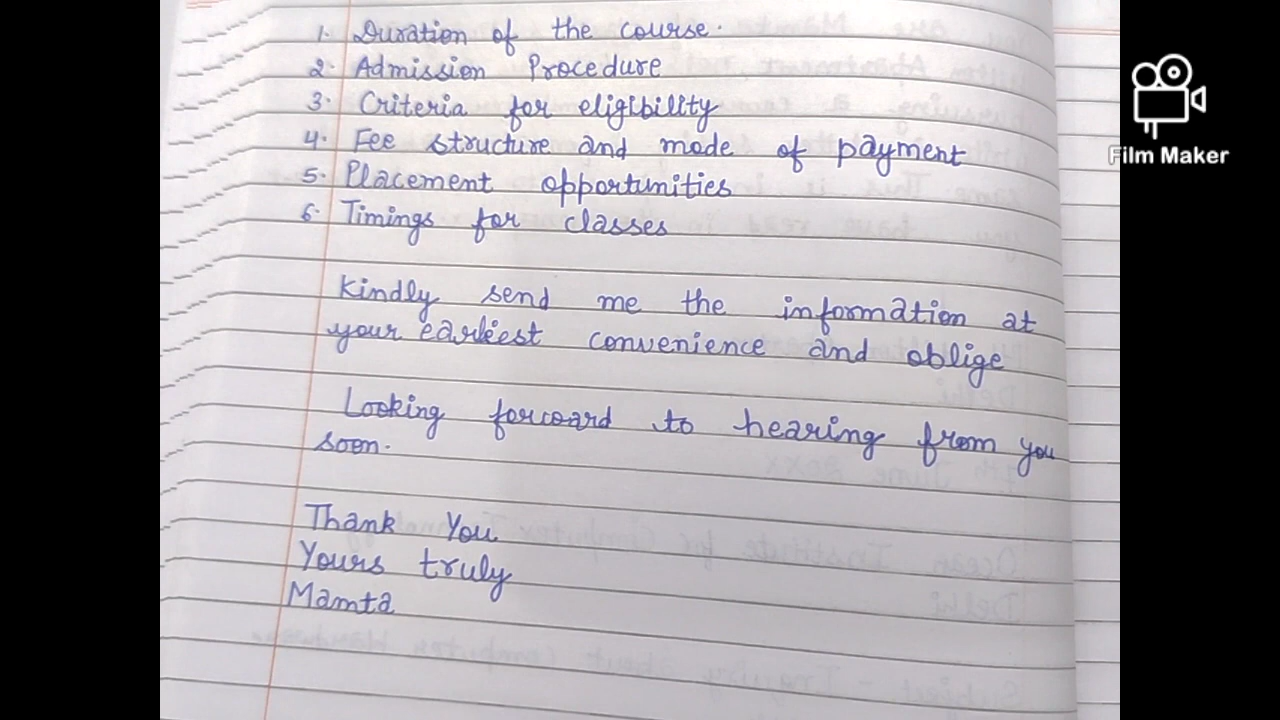 1. Duration of the course.
2. Admission Procedure
3. Criteria for eligibility
4. Fee structure and mode of payment
5. Placement opportunities
6. Timings for classes
Kindly send me the information at
your earliest convenience and oblige
Looking forward to hearing from you
soon.
Thank You
Yours truly
Mamta
Film Maker